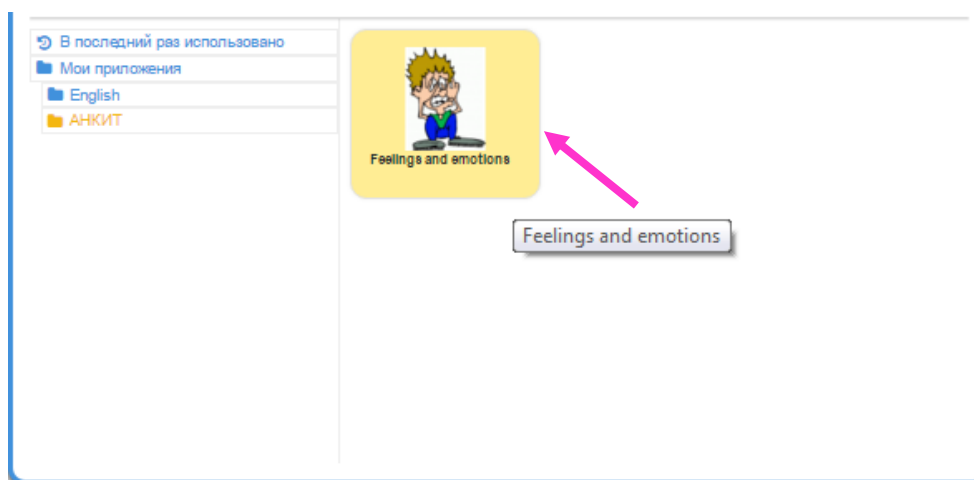 В последний раз использовано
Мои приложения
English
АНКИТ
Feelings and emotions
Feelings and emotions